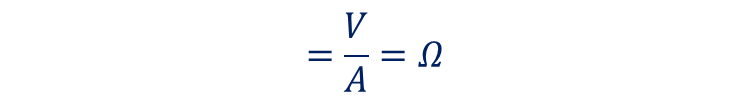 = V/A = Ω